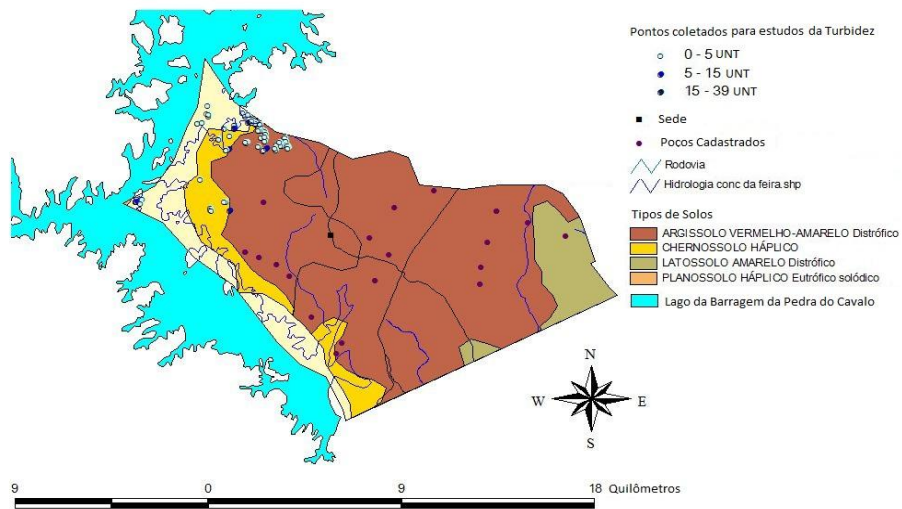 Pontos coletados para estudos da Turbidez
0 - 5 UNT
5 - 15 UNT
15 - 39 UNT
Sede
Pocos Cadastrados
Rodovia
Hidrologia conc da feira.shp
Tipos de Solos
ARGISSOLO VERMELHO-AMARELO Distrófico
CHERNOSSOLO HÁPLICO
LATOSSOLO AMARELO Distrófico
PLANOSSOLO HÁPLICO Eutrófico solódico
Lago da Barragem da Pedra do Cavalo
N
W E
S
9 0 9 18 Quilômetros